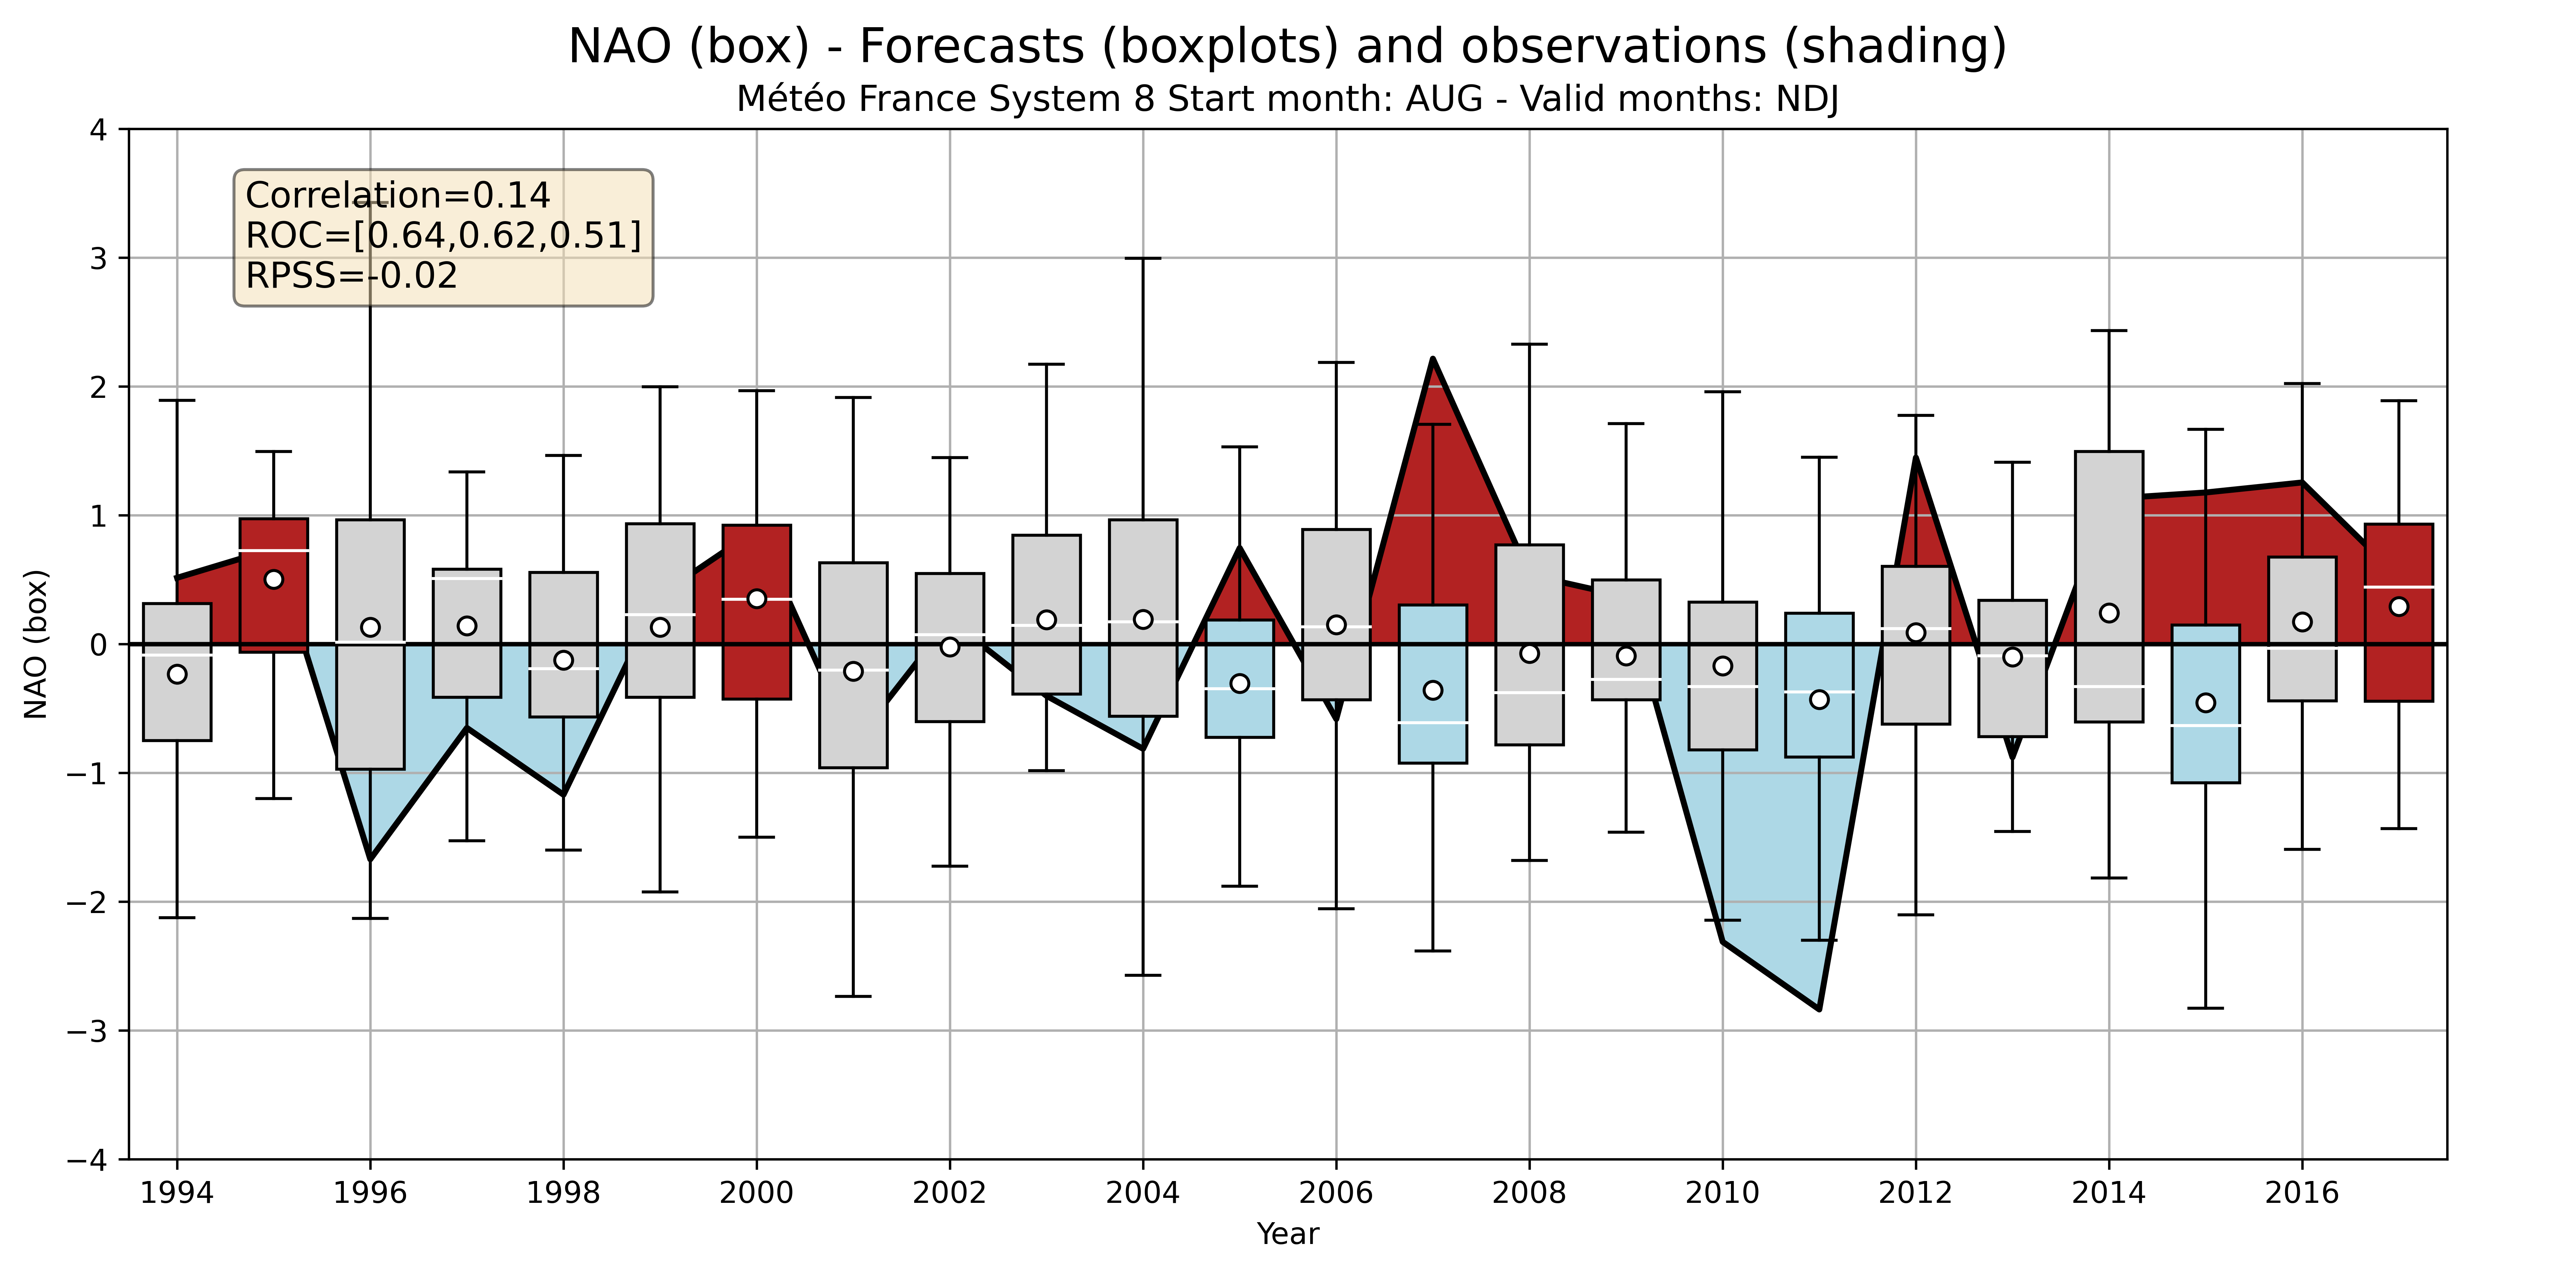 NAO (box) - Forecasts (boxplots) and observations (shading)
Météo France System 8 Start month: AUG - Valid months: NDJ
Correlation=0.14
ROC=[0.64,0.62,0.51]
RPSS=-0.02
NAO (box)
4
3
2
1
0
−1
−2
−3
−4
1994 1996 1998 2000 2002 2004 2006 2008 2010 2012 2014 2016
Year